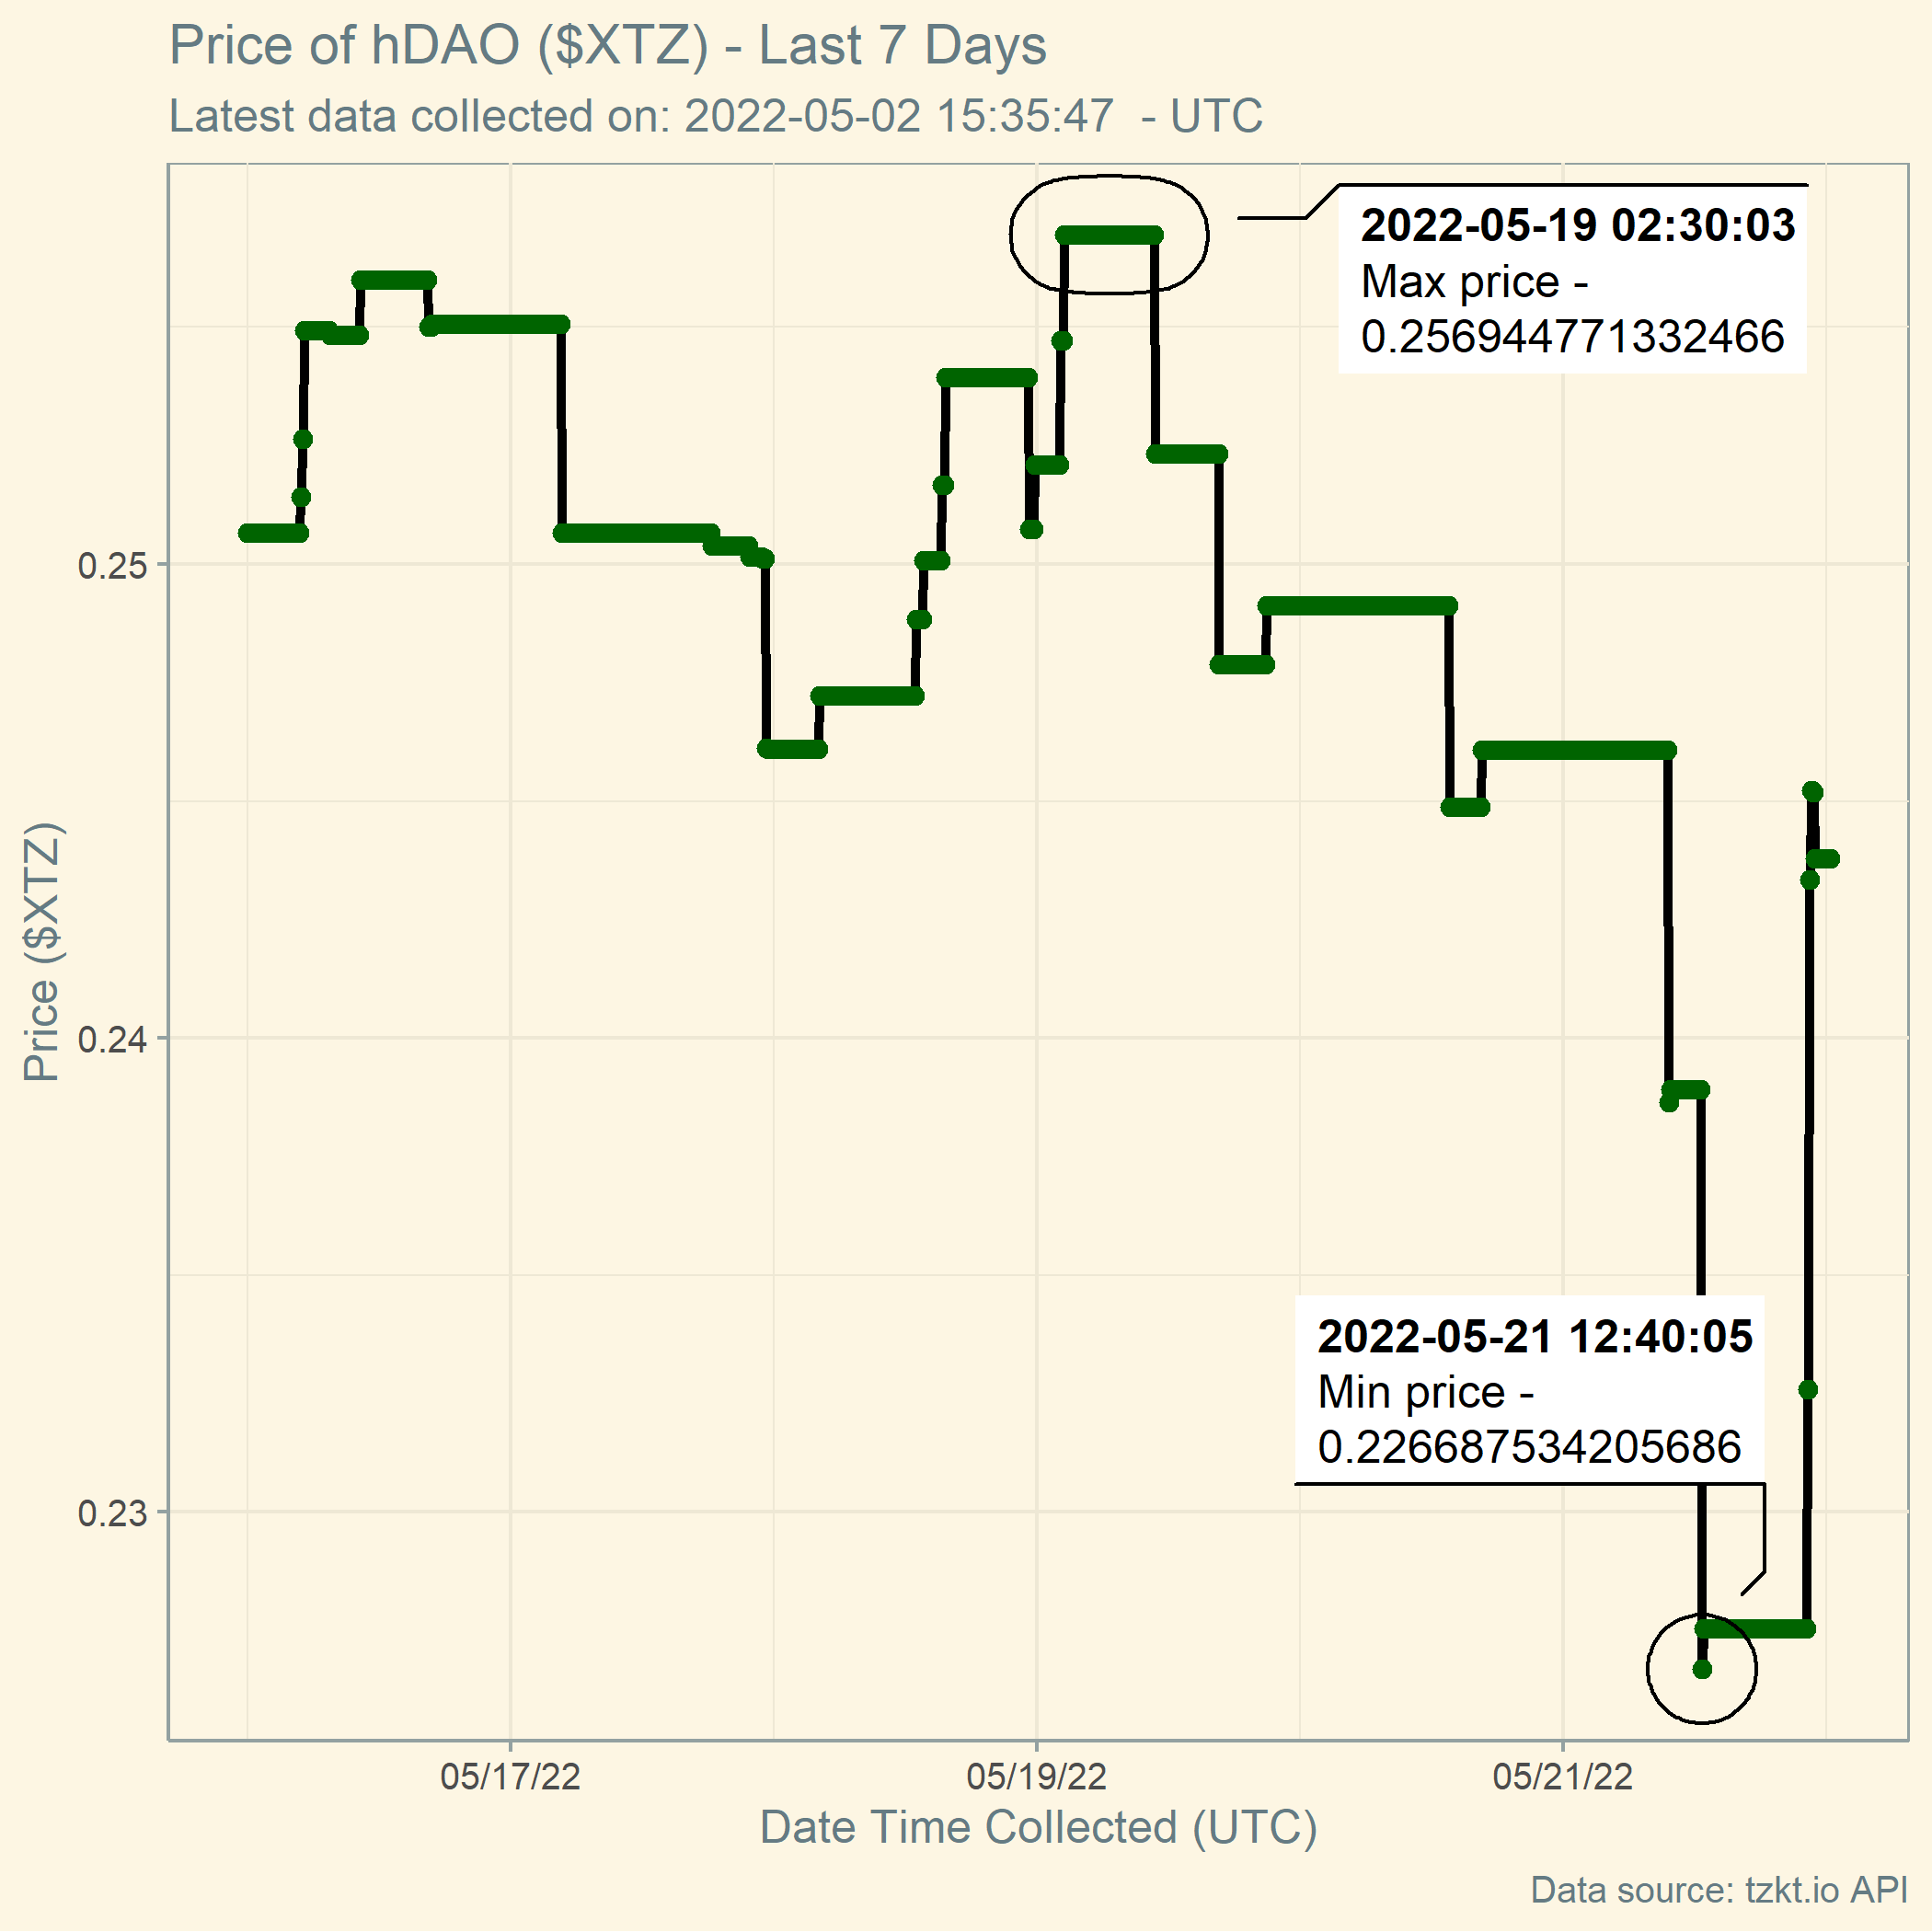 Price of hDAO ($XTZ) - Last 7 Days
Latest data collected on: 2022-05-02 15:35:47  - UTC
2022-05-19 02:30:03
Max price -
0.256944771332466
0.25
Price ($XTZ)
0.24
2022-05-21 12:40:05
Min price -
0.226687534205686
0.23
05/17/22
05/19/22
05/21/22
Date Time Collected (UTC)
Data source: tzkt.io API